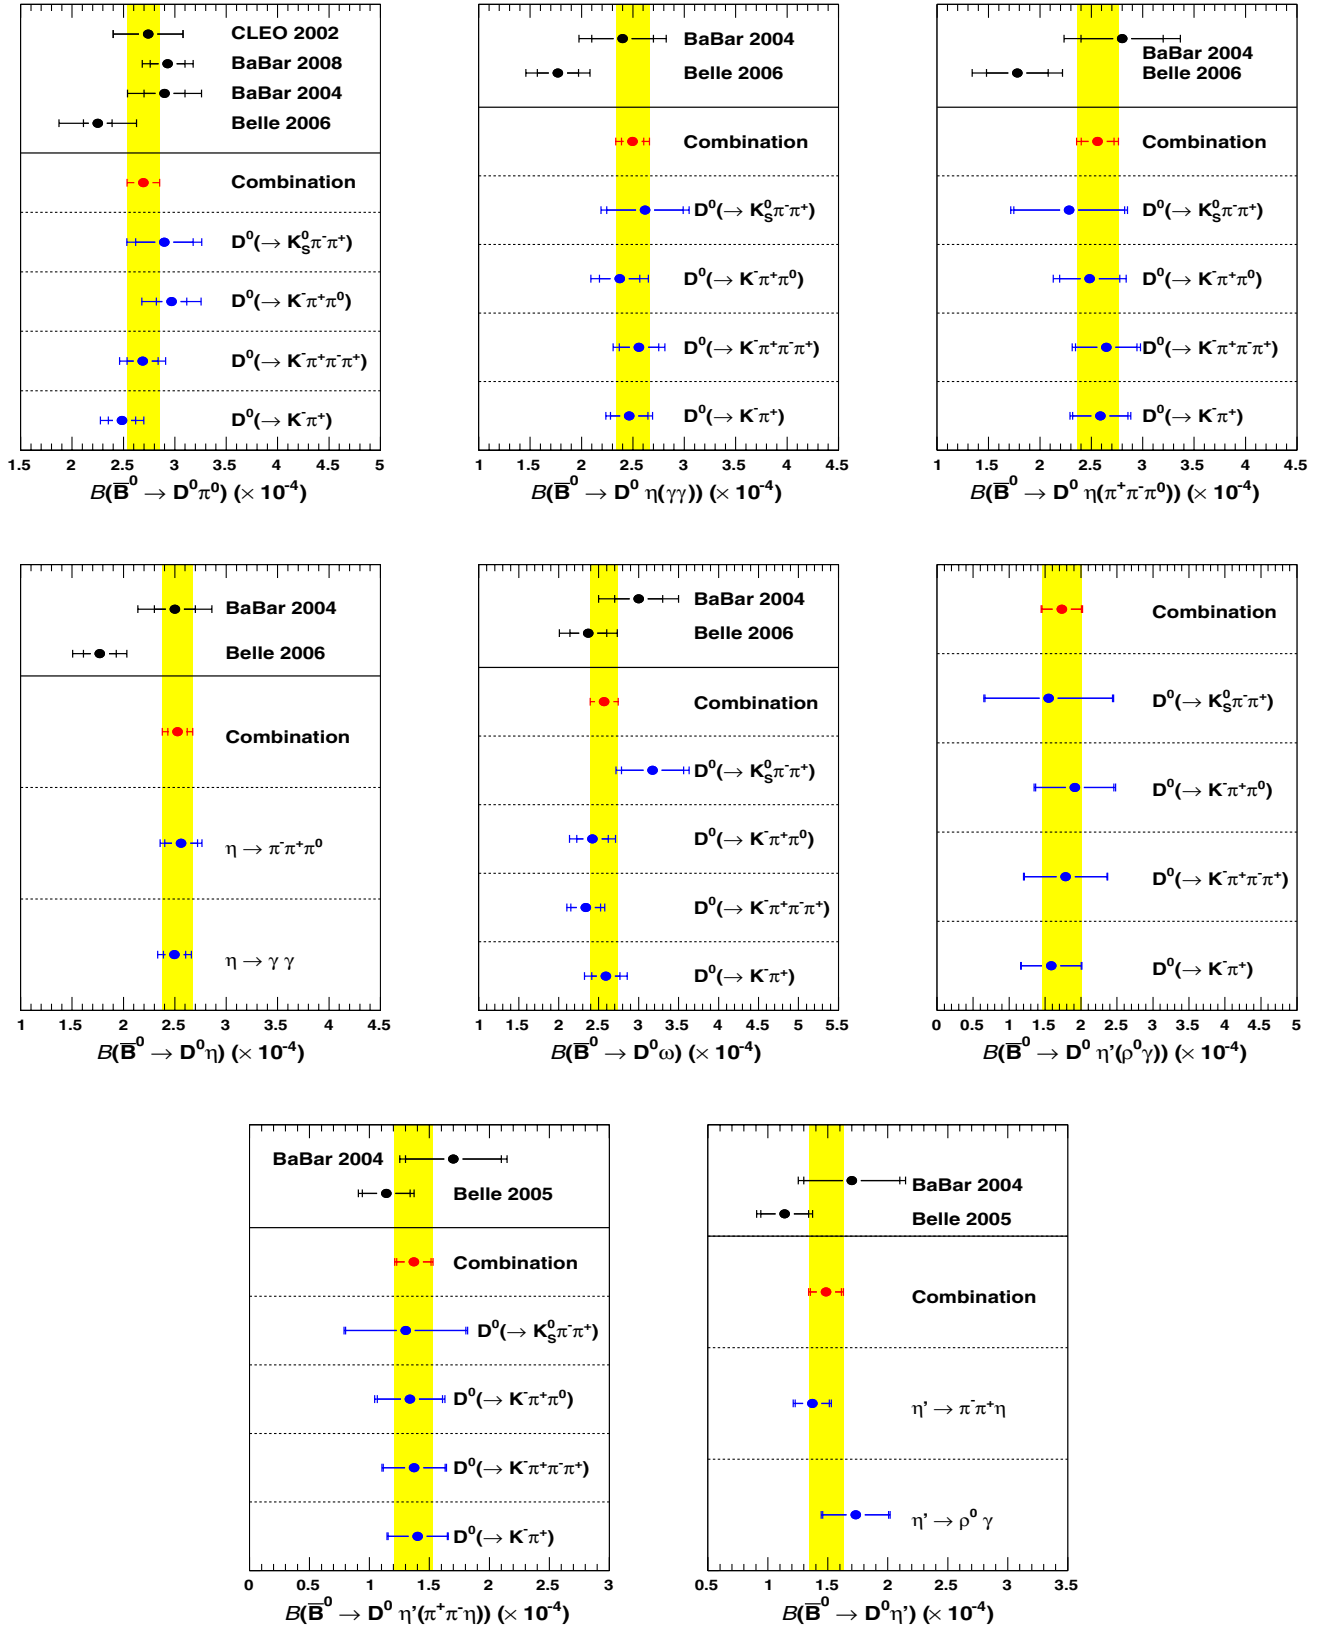 CLEO 2002
BaBar 2008
BaBar 2004
Belle 2006
Combination
D⁰(→ K⁰_S π⁻π⁺)
D⁰(→ K⁻π⁺π⁰)
D⁰(→ K⁻π⁺π⁻π⁺)
D⁰(→ K⁻π⁺)
1.5 2 2.5 3 3.5 4 4.5 5
B(B̅⁰ → D⁰π⁰) (× 10⁻⁴)
BaBar 2004
Belle 2006
Combination
D⁰(→ K⁰_S π⁻π⁺)
D⁰(→ K⁻π⁺π⁰)
D⁰(→ K⁻π⁺π⁻π⁺)
D⁰(→ K⁻π⁺)
1 1.5 2 2.5 3 3.5 4 4.5
B(B̅⁰ → D⁰ η(γγ)) (× 10⁻⁴)
BaBar 2004
Belle 2006
Combination
D⁰(→ K⁰_S π⁻π⁺)
D⁰(→ K⁻π⁺π⁰)
D⁰(→ K⁻π⁺π⁻π⁺)
D⁰(→ K⁻π⁺)
1 1.5 2 2.5 3 3.5 4 4.5
B(B̅⁰ → D⁰ η(π⁺π⁻π⁰)) (× 10⁻⁴)
BaBar 2004
Belle 2006
Combination
η → π⁻π⁺π⁰
η → γ γ
1 1.5 2 2.5 3 3.5 4 4.5
B(B̅⁰ → D⁰η) (× 10⁻⁴)
BaBar 2004
Belle 2006
Combination
D⁰(→ K⁰_S π⁻π⁺)
D⁰(→ K⁻π⁺π⁰)
D⁰(→ K⁻π⁺π⁻π⁺)
D⁰(→ K⁻π⁺)
1 1.5 2 2.5 3 3.5 4 4.5 5 5.5
B(B̅⁰ → D⁰ω) (× 10⁻⁴)
Combination
D⁰(→ K⁰_S π⁻π⁺)
D⁰(→ K⁻π⁺π⁰)
D⁰(→ K⁻π⁺π⁻π⁺)
D⁰(→ K⁻π⁺)
0 0.5 1 1.5 2 2.5 3 3.5 4 4.5 5
B(B̅⁰ → D⁰ η'(ρ⁰γ)) (× 10⁻⁴)
BaBar 2004
Belle 2005
Combination
D⁰(→ K⁰_S π⁻π⁺)
D⁰(→ K⁻π⁺π⁰)
D⁰(→ K⁻π⁺π⁻π⁺)
D⁰(→ K⁻π⁺)
0 0.5 1 1.5 2 2.5 3
B(B̅⁰ → D⁰ η'(π⁺π⁻η)) (× 10⁻⁴)
BaBar 2004
Belle 2005
Combination
η' → π⁻π⁺η
η' → ρ⁰ γ
0.5 1 1.5 2 2.5 3 3.5
B(B̅⁰ → D⁰η') (× 10⁻⁴)